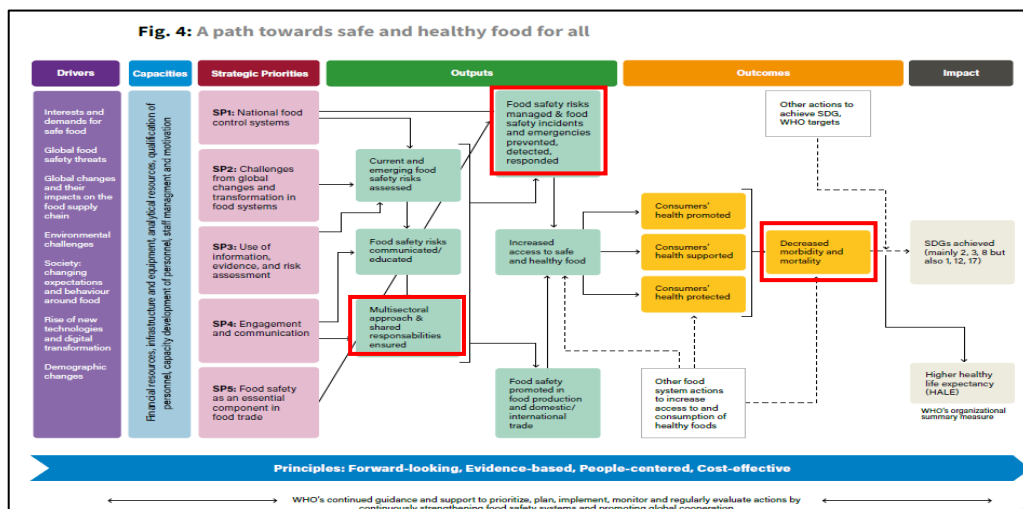 Fig. 4: A path towards safe and healthy food for all
Drivers
Capacities
Strategic Priorities
Outputs
Outcomes
Impact
Interests and
demands for
safe food
Global food
safety threats
Global changes
and their
impacts on the
food supply
chain
Environmental
challenges
Society:
changing
expectations
and behaviour
around food
Rise of new
technologies
and digital
transformation
Demographic
changes
Financial resources, infrastructure and equipment, analytical resources, qualification of
personnel, capacity development of personnel, staff managment and motivation
SP1: National food
control systems
SP2: Challenges
from global
changes and
transformation in
food systems
SP3: Use of
information,
evidence, and risk
assessment
SP4: Engagement
and communication
SP5: Food safety
as an essential
component in
food trade
Current and
emerging food
safety risks
assessed
Food safety risks
communicated/
educated
Multisectoral
approach &
shared
responsabilities
ensured
Food safety risks
managed & food
safety incidents
and emergencies
prevented,
detected,
responded
Increased
access to safe
and healthy food
Food safety
promoted in
food production
and domestic/
international
trade
Consumers'
health promoted
Consumers'
health supported
Consumers'
health protected
Other food
system actions
to increase
access to and
consumption of
healthy foods
Other actions to
achieve SDG,
WHO targets
Decreased
morbidity and
mortality
SDGs achieved
(mainly 2, 3, 8 but
also 1, 12, 17)
Higher healthy
life expectancy
(HALE)
WHO's organizational
summary measure
Principles: Forward-looking, Evidence-based, People-centered, Cost-effective
WHO's continued guidance and support to prioritize, plan, implement, monitor and regularly evaluate actions by
continuously strengthening food safety systems and promoting global cooperation